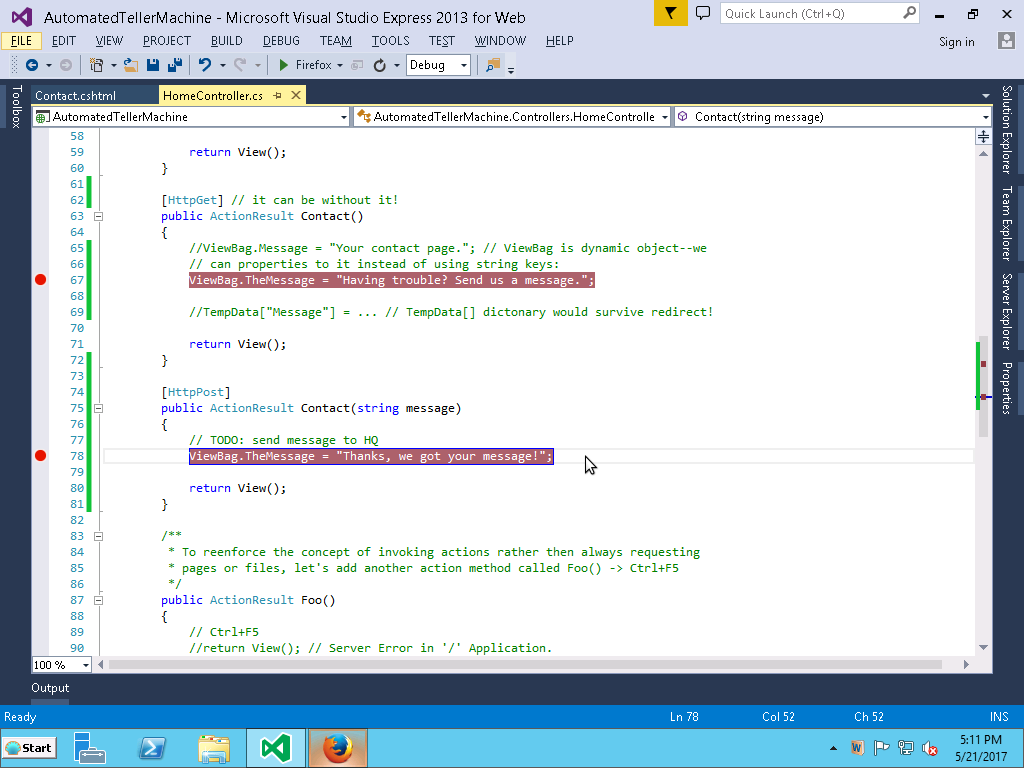 AutomatedTellerMachine - Microsoft Visual Studio Express 2013 for Web
Quick Launch (Ctrl+Q)
FILE EDIT VIEW PROJECT BUILD DEBUG TEAM TOOLS TEST WINDOW HELP
Sign in
Firefox
Debug
Toolbox
Contact.cshtml
HomeController.cs
AutomatedTellerMachine
AutomatedTellerMachine.Controllers.HomeControlle
Contact(string message)
Solution Explorer
Team Explorer
Server Explorer
Properties
58
59 return View();
60 }
61
62 [HttpGet] // it can be without it!
63 public ActionResult Contact()
64 {
65 //ViewBag.Message = "Your contact page."; // ViewBag is dynamic object--we
66 // can properties to it instead of using string keys:
67 ViewBag.TheMessage = "Having trouble? Send us a message.";
68
69 //TempData["Message"] = ... // TempData[] dictonary would survive redirect!
70
71 return View();
72 }
73
74 [HttpPost]
75 public ActionResult Contact(string message)
76 {
77 // TODO: send message to HQ
78 ViewBag.TheMessage = "Thanks, we got your message!";
79
80 return View();
81 }
82
83 /**
84 * To reenforce the concept of invoking actions rather then always requesting
85 * pages or files, let's add another action method called Foo() -> Ctrl+F5
86 */
87 public ActionResult Foo()
88 {
89 // Ctrl+F5
90 //return View(); // Server Error in '/' Application.
100 %
Output
Ready
Ln 78
Col 52
Ch 52
INS
Start
5:11 PM
5/21/2017